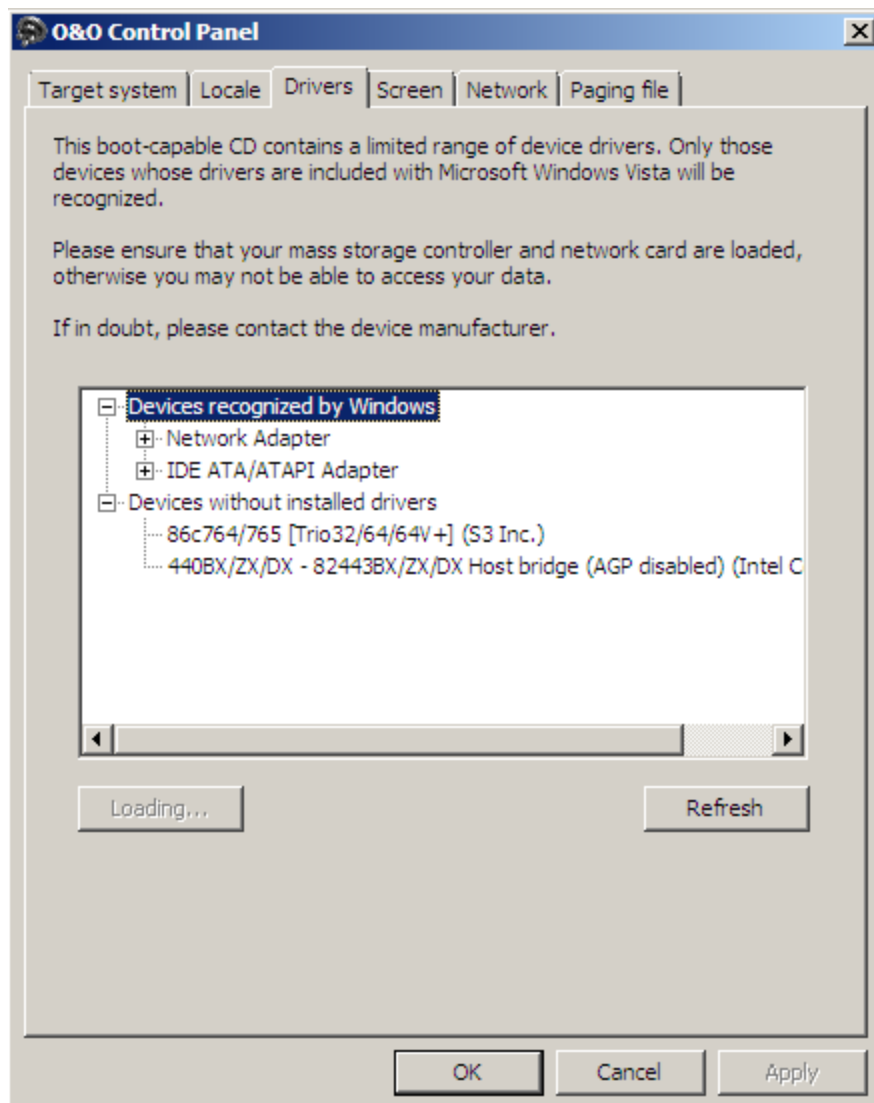 O&O Control Panel
Target system Locale Drivers Screen Network Paging file
This boot-capable CD contains a limited range of device drivers. Only those
devices whose drivers are included with Microsoft Windows Vista will be
recognized.
Please ensure that your mass storage controller and network card are loaded,
otherwise you may not be able to access your data.
If in doubt, please contact the device manufacturer.
Devices recognized by Windows
Network Adapter
IDE ATA/ATAPI Adapter
Devices without installed drivers
86c764/765 [Trio32/64/64V+] (S3 Inc.)
440BX/ZX/DX - 82443BX/ZX/DX Host bridge (AGP disabled) (Intel C
Loading... Refresh
OK Cancel Apply